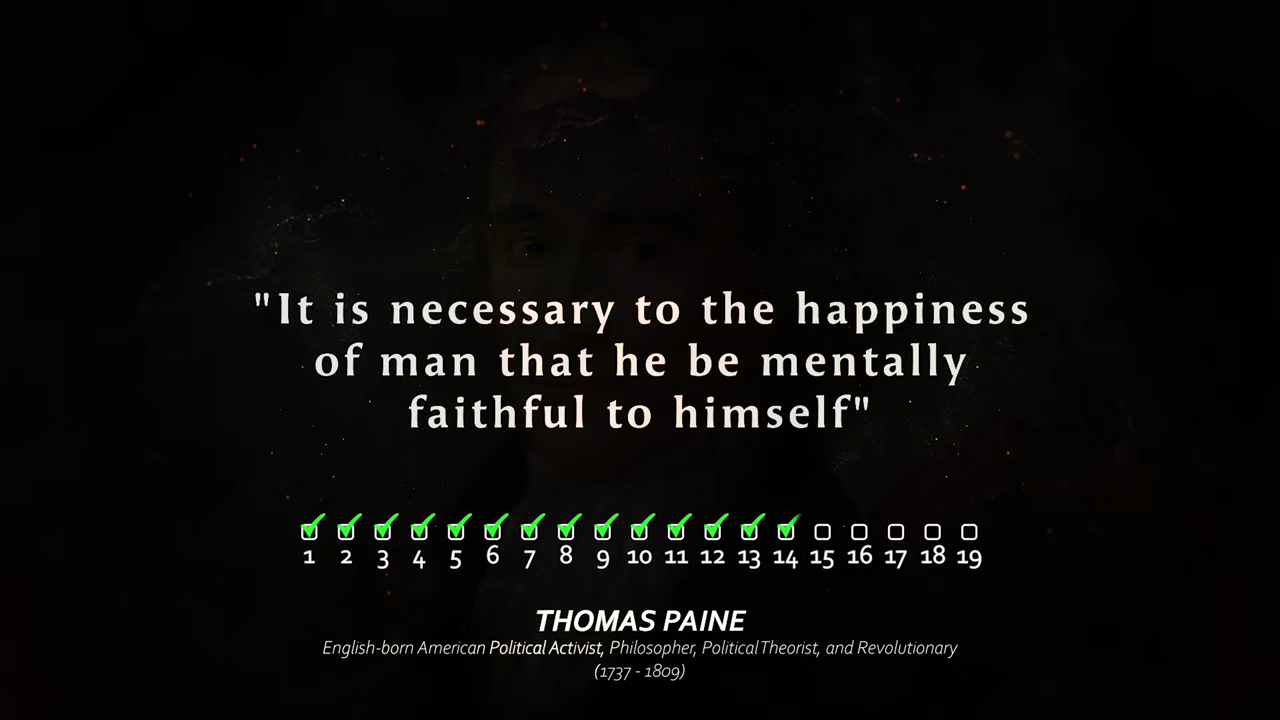 "It is necessary to the happiness
of man that he be mentally
faithful to himself"
1 2 3 4 5 6 7 8 9 10 11 12 13 14 15 16 17 18 19
THOMAS PAINE
English-born American Political Activist, Philosopher, Political Theorist, and Revolutionary
(1737 - 1809)